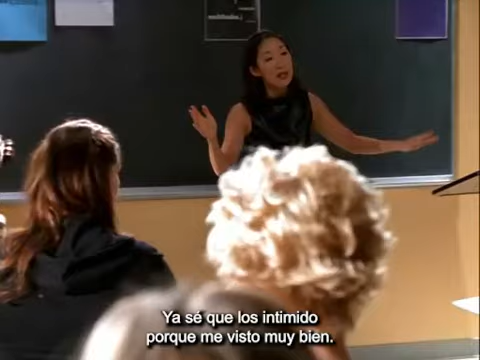 Ya sé que los intimido
porque me visto muy bien.